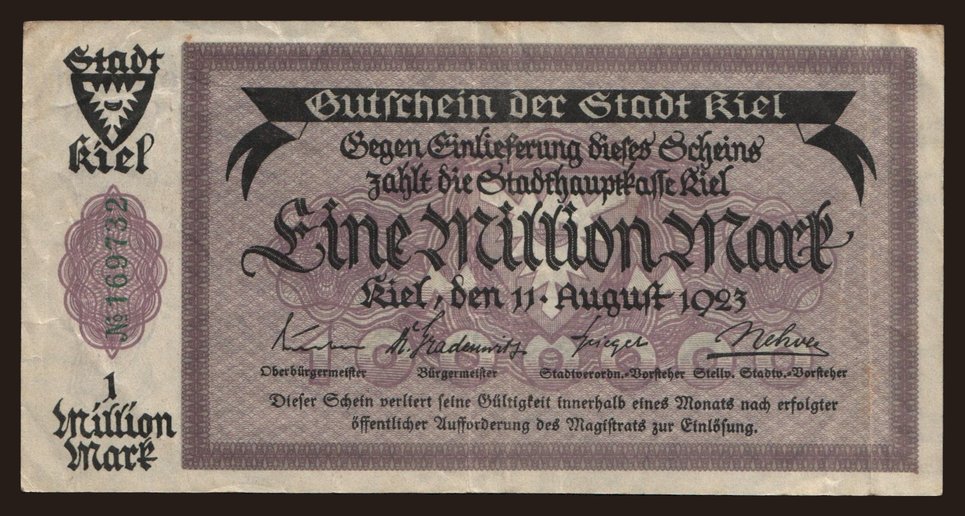 Stadt
Kiel
№169732
1
Million
Mark
Gutschein der Stadt Kiel
Gegen Einlieferung dieses Scheins
zahlt die Stadthauptkasse Kiel
Eine Million Mark
Kiel, den 11. August 1923
Oberbürgermeister Bürgermeister Stadtverordn.-Vorsteher Stellv. Stadtv.-Vorsteher
Dieser Schein verliert seine Gültigkeit innerhalb eines Monats nach erfolgter
öffentlicher Aufforderung des Magistrats zur Einlösung.